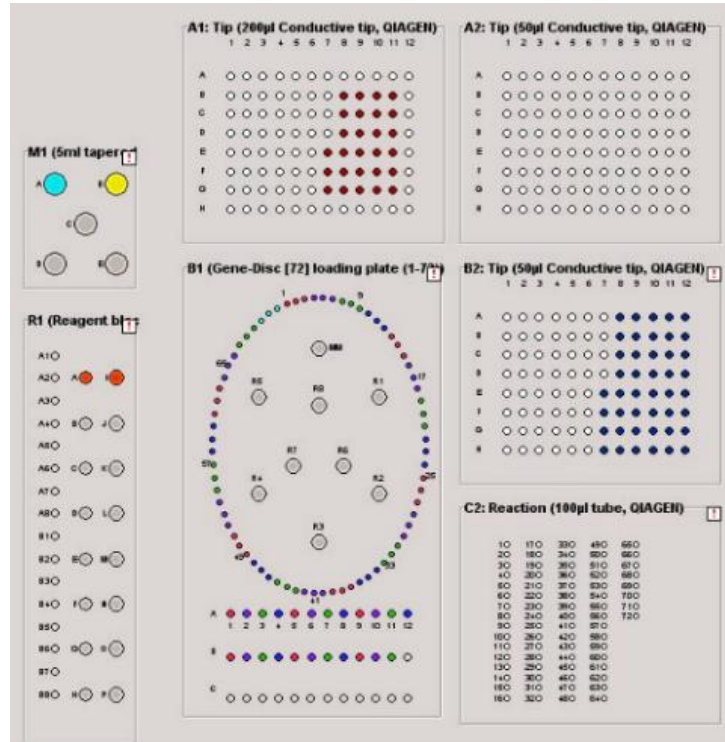 A1: Tip (200µl Conductive tip, QIAGEN)
1 2 3 4 5 6 7 8 9 10 11 12
A
B
C
D
E
F
G
H
A2: Tip (50µl Conductive tip, QIAGEN)
1 2 3 4 5 6 7 8 9 10 11 12
A
B
C
D
E
F
G
H
M1 (5ml tapered
A
C
R1 (Reagent
A1
A2 A
A3
A4 B J
A5
A6 C K
A7
A8 D L
B1
B2 E M
B3
B4 F
B5
B6 G O
B7
B8 H P
B1 (Gene-Disc [72] loading plate (1-72)
1
9
17
25
33
41
49
57
65
MM
R5 R8 R1
R7 R6
R4 R2
R3
A
1 2 3 4 5 6 7 8 9 10 11 12
B
C
B2: Tip (50µl Conductive tip, QIAGEN)
1 2 3 4 5 6 7 8 9 10 11 12
A
B
C
D
E
F
G
H
C2: Reaction (100µl tube, QIAGEN)
1 17 33 49 65
2 18 34 50 66
3 19 35 51 67
4 20 36 52 68
5 21 37 53 69
6 22 38 54 70
7 23 39 55 71
8 24 40 56 72
9 25 41 57
10 26 42 58
11 27 43 59
12 28 44 60
13 29 45 61
14 30 46 62
15 31 47 63
16 32 48 64